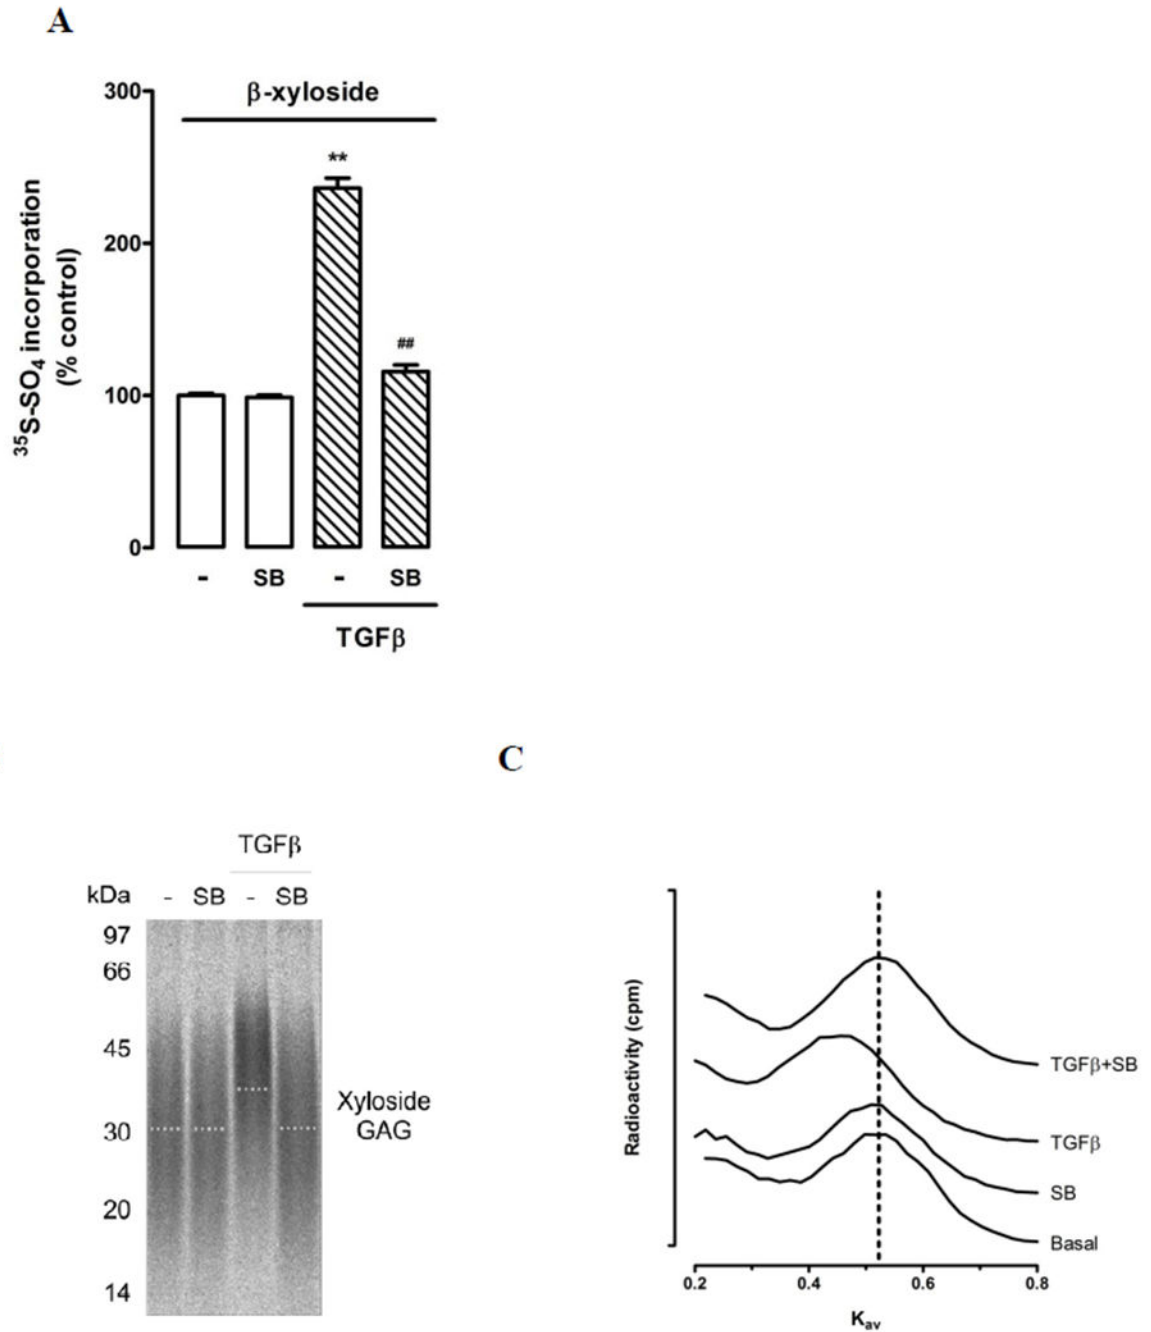 A
300
β-xyloside
**
200
##
100
0
³⁵S-SO₄ incorporation
(% control)
- SB - SB
TGFβ
C
TGFβ
kDa - SB - SB
97
66
45
30
20
14
Xyloside
GAG
Radioactivity (cpm)
TGFβ+SB
TGFβ
SB
Basal
0.2 0.4 0.6 0.8
Kav